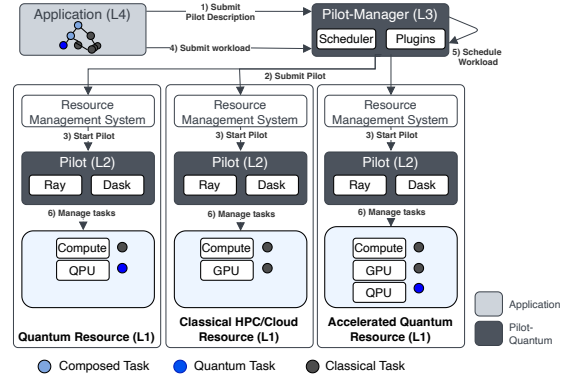 Application (L4)
1) Submit
Pilot Description
4) Submit workload
Pilot-Manager (L3)
Scheduler
Plugins
5) Schedule
Workload
2) Submit Pilot
Resource
Management System
3) Start Pilot
Pilot (L2)
Ray
Dask
6) Manage tasks
Compute
QPU
Quantum Resource (L1)
Resource
Management System
3) Start Pilot
Pilot (L2)
Ray
Dask
6) Manage tasks
Compute
GPU
Classical HPC/Cloud
Resource (L1)
Resource
Management System
3) Start Pilot
Pilot (L2)
Ray
Dask
6) Manage tasks
Compute
GPU
QPU
Accelerated Quantum
Resource (L1)
Application
Pilot-
Quantum
Composed Task
Quantum Task
Classical Task